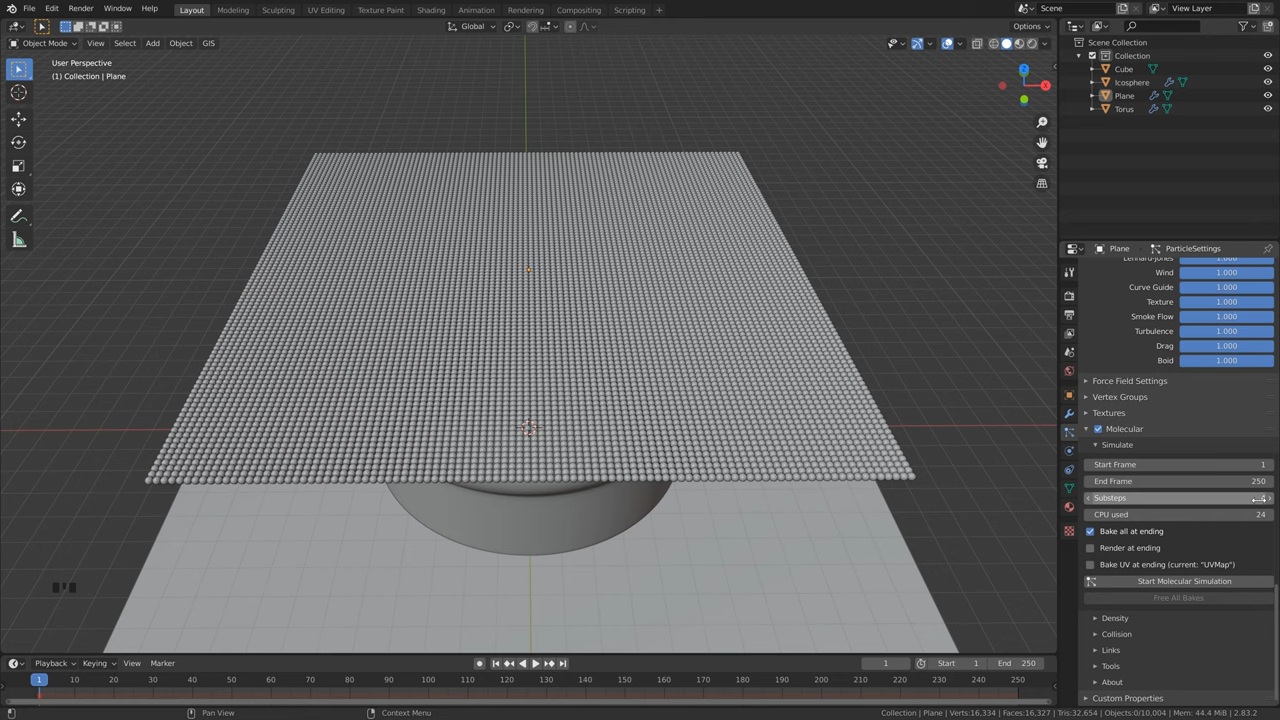 File Edit Render Window Help
Layout Modeling Sculpting UV Editing Texture Paint Shading Animation Rendering Compositing Scripting +
Scene
View Layer
Global
Options
Object Mode View Select Add Object GIS
User Perspective
(1) Collection | Plane
Z
X
Scene Collection
Collection
Cube
Icosphere
Plane
Torus
Plane
ParticleSettings
Lennard-Jones 1.000
Wind 1.000
Curve Guide 1.000
Texture 1.000
Smoke Flow 1.000
Turbulence 1.000
Drag 1.000
Boid 1.000
Force Field Settings
Vertex Groups
Textures
Molecular
Simulate
Start Frame 1
End Frame 250
Substeps
CPU used 24
Bake all at ending
Render at ending
Bake UV at ending (current: "UVMap")
Start Molecular Simulation
Free All Bakes
Density
Collision
Links
Tools
About
Custom Properties
Playback Keying View Marker
1 Start 1 End 250
1 10 20 30 40 50 60 70 80 90 100 110 120 130 140 150 160 170 180 190 200 210 220 230 240 250
Pan View
Context Menu
Collection | Plane | Verts:16,334 | Faces:16,327 | Tris:32,654 | Objects:0/10,004 | Mem: 44.4 MiB | 2.83.2